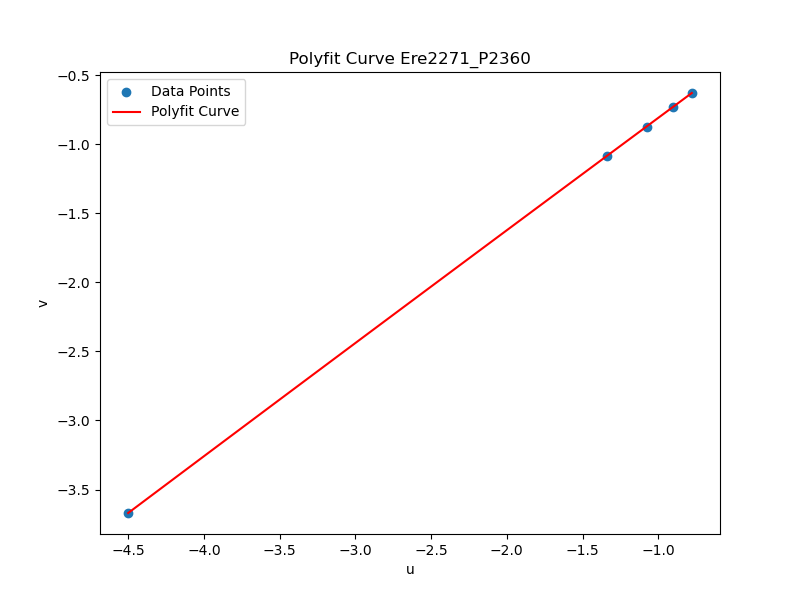 Polyfit Curve Ere2271_P2360
Data Points
Polyfit Curve
−0.5
−1.0
−1.5
−2.0
−2.5
−3.0
−3.5
v
−4.5 −4.0 −3.5 −3.0 −2.5 −2.0 −1.5 −1.0
u